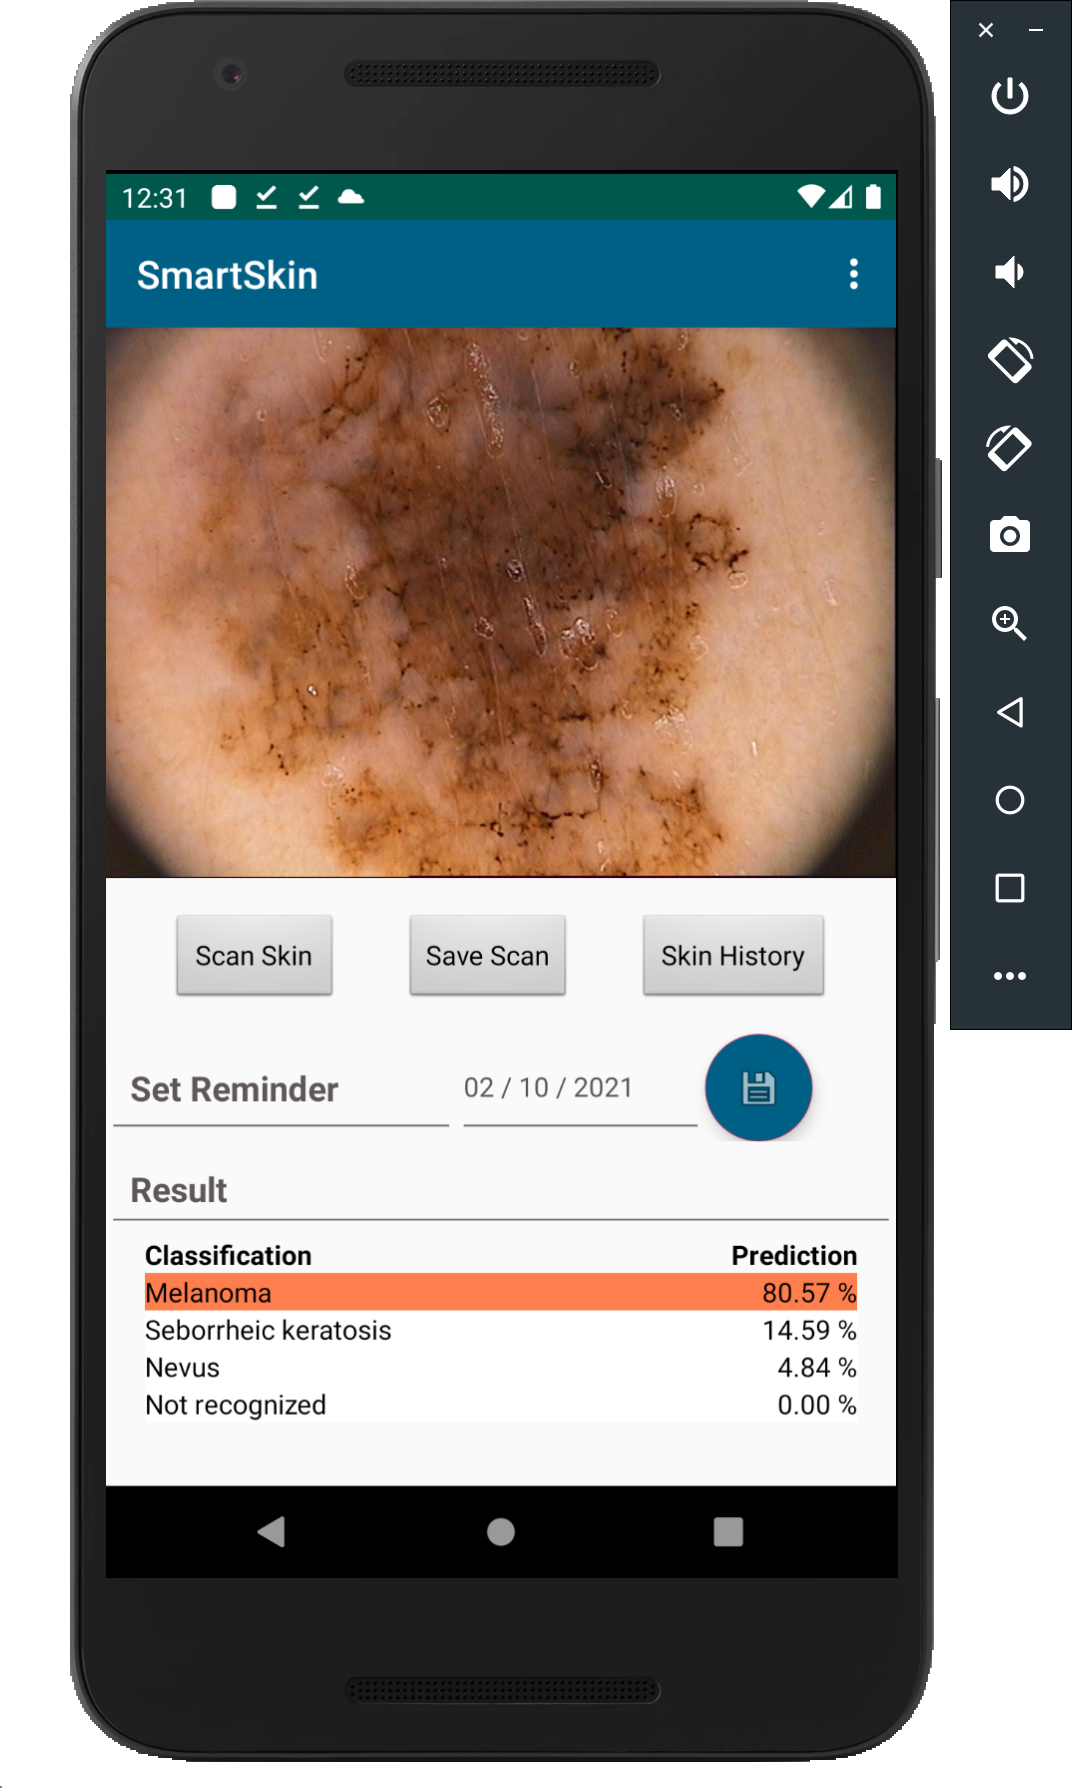 12:31
SmartSkin
Scan Skin Save Scan Skin History
Set Reminder 02 / 10 / 2021
Result
Classification Prediction
Melanoma 80.57 %
Seborrheic keratosis 14.59 %
Nevus 4.84 %
Not recognized 0.00 %